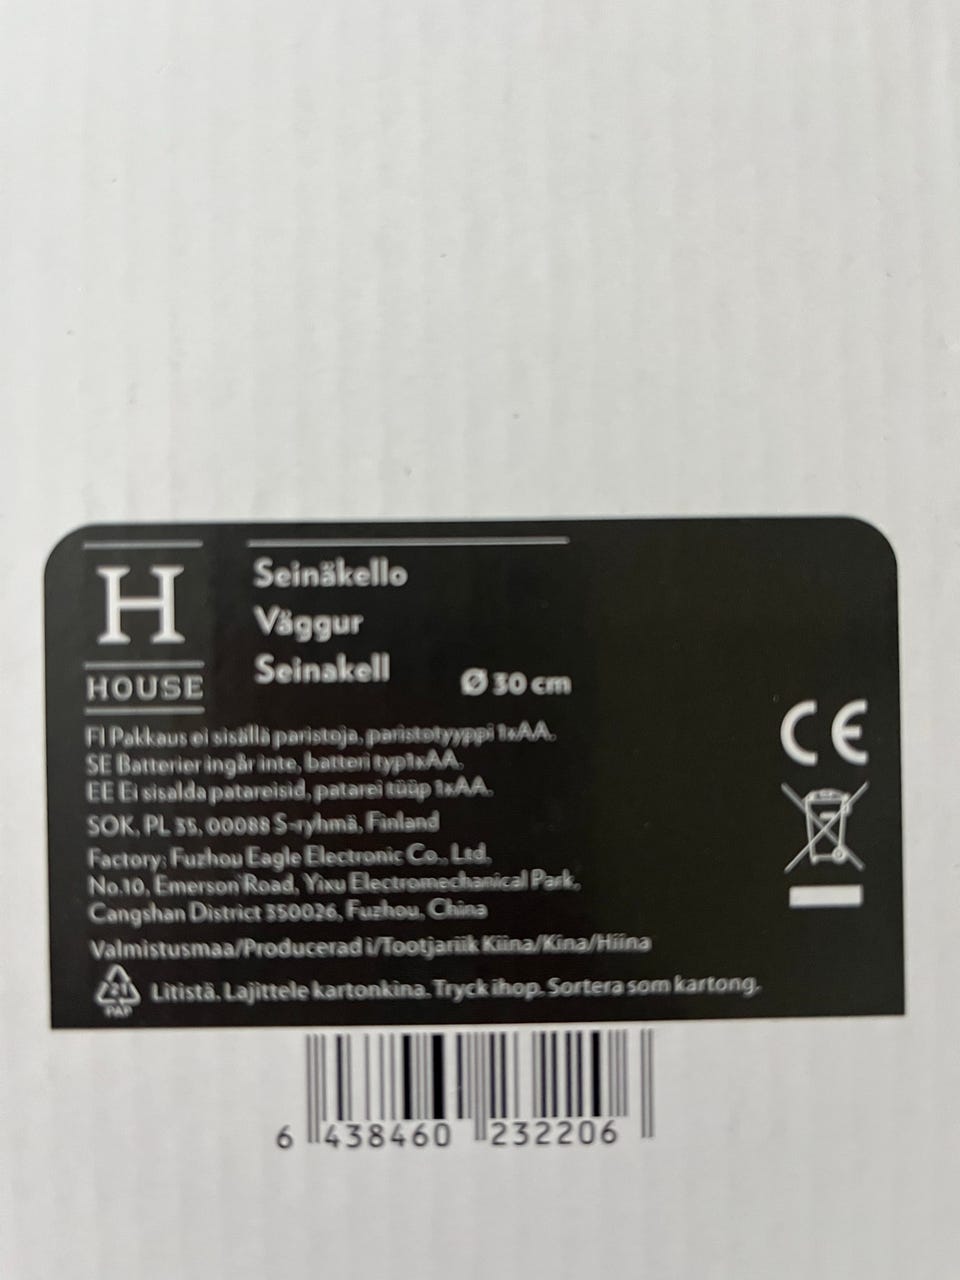 H
HOUSE
Seinäkello
Väggur
Seinakell
Ø 30 cm
FI Pakkaus ei sisällä paristoja, paristotyyppi 1xAA.
SE Batterier ingår inte, batteri typ1xAA.
EE Ei sisalda patareisid, patarei tüüp 1xAA.
SOK, PL 35, 00088 S-ryhmä, Finland
Factory: Fuzhou Eagle Electronic Co., Ltd.
No.10, Emerson Road, Yixu Electromechanical Park,
Cangshan District 350026, Fuzhou, China
Valmistusmaa/Producerad i/Tootjariik Kiina/Kina/Hiina
21
PAP
Litistä. Lajittele kartonkina. Tryck ihop. Sortera som kartong.
CE
6 438460 232206